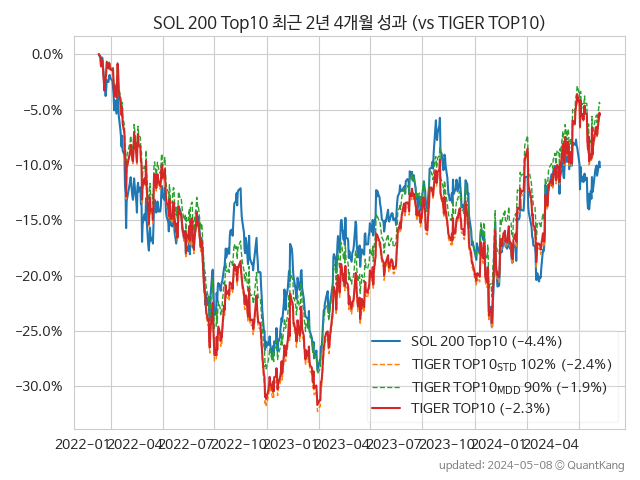 SOL 200 Top10 최근 2년 4개월 성과 (vs TIGER TOP10)
0.0%
−5.0%
−10.0%
−15.0%
−20.0%
−25.0%
−30.0%
SOL 200 Top10 (−4.4%)
TIGER TOP10STD 102% (−2.4%)
TIGER TOP10MDD 90% (−1.9%)
TIGER TOP10 (−2.3%)
2022-01 2022-04 2022-07 2022-10 2023-01 2023-04 2023-07 2023-10 2024-01 2024-04
updated: 2024-05-08 © QuantKang